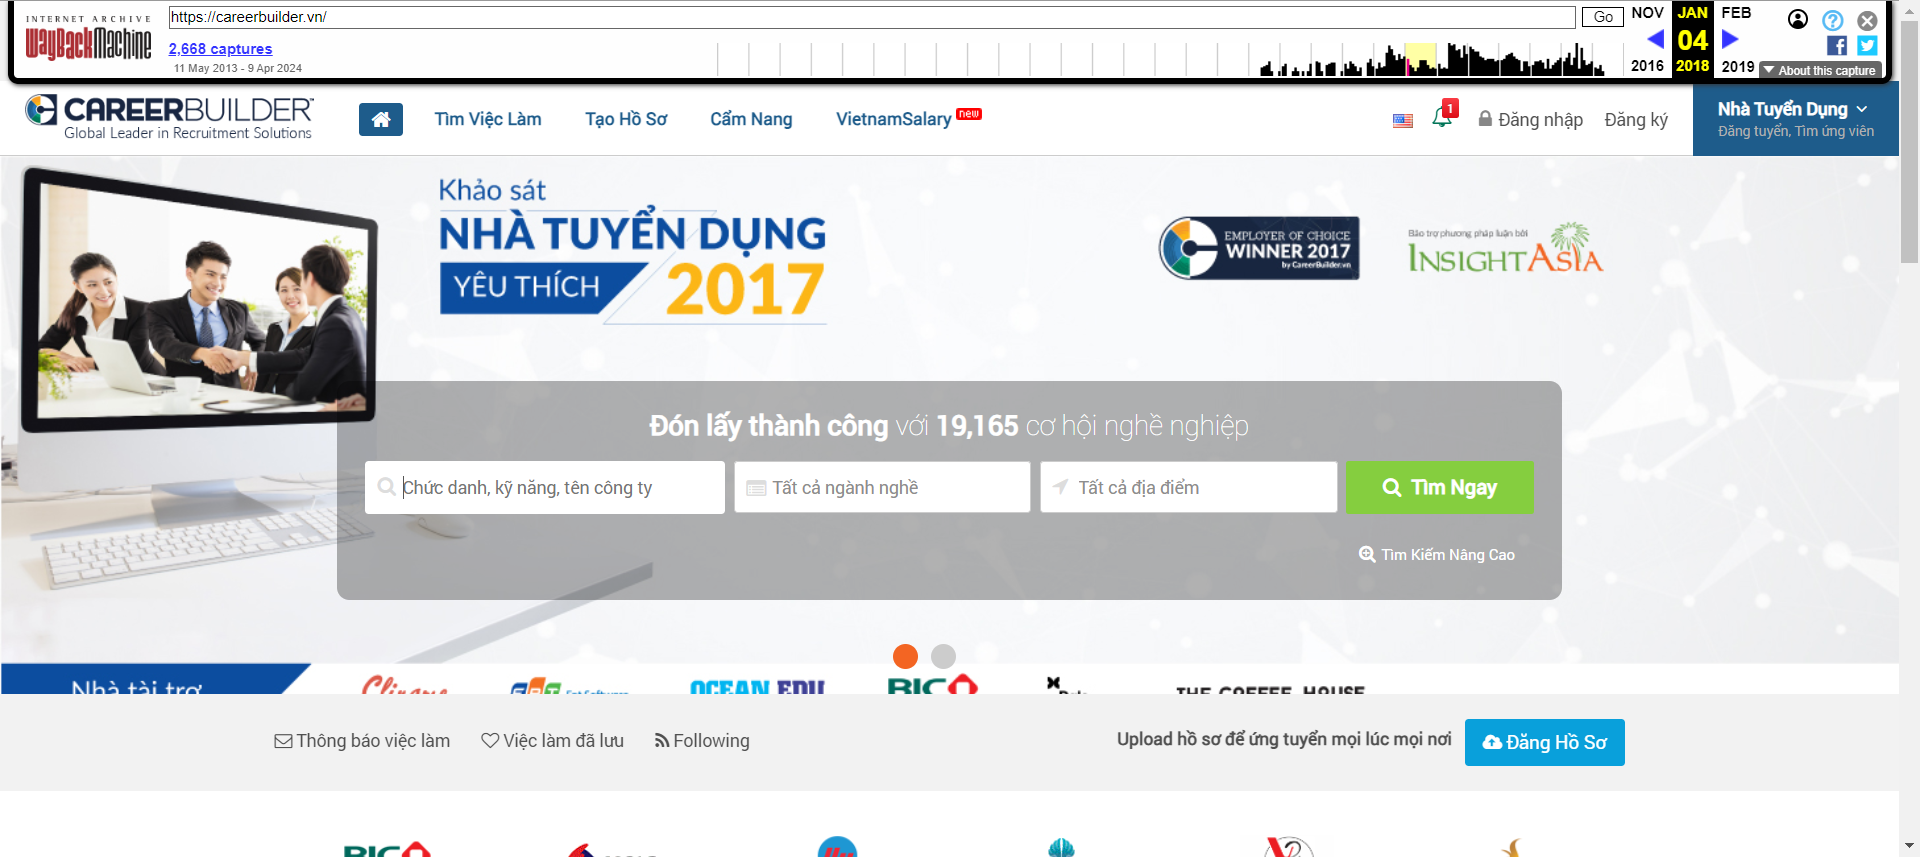 INTERNET ARCHIVE
WayBackMachine
https://careerbuilder.vn/
Go
2,668 captures
11 May 2013 - 9 Apr 2024
NOV JAN FEB
04
2016 2018 2019
About this capture
CAREERBUILDER
Global Leader in Recruitment Solutions
Tìm Việc Làm
Tạo Hồ Sơ
Cẩm Nang
VietnamSalary new
1
Đăng nhập
Đăng ký
Nhà Tuyển Dụng
Đăng tuyển, Tìm ứng viên
Khảo sát
NHÀ TUYỂN DỤNG
YÊU THÍCH 2017
EMPLOYER OF CHOICE
WINNER 2017
by CareerBuilder.vn
Bảo trợ phương pháp luận bởi
INSIGHTASIA
Đón lấy thành công với 19,165 cơ hội nghề nghiệp
Chức danh, kỹ năng, tên công ty
Tất cả ngành nghề
Tất cả địa điểm
Tìm Ngay
Tìm Kiếm Nâng Cao
Nhà tài trợ
FPT Fpt Software
OCEAN EDU
BIG
THE COFFEE HOUSE
Thông báo việc làm
Việc làm đã lưu
Following
Upload hồ sơ để ứng tuyển mọi lúc mọi nơi
Đăng Hồ Sơ